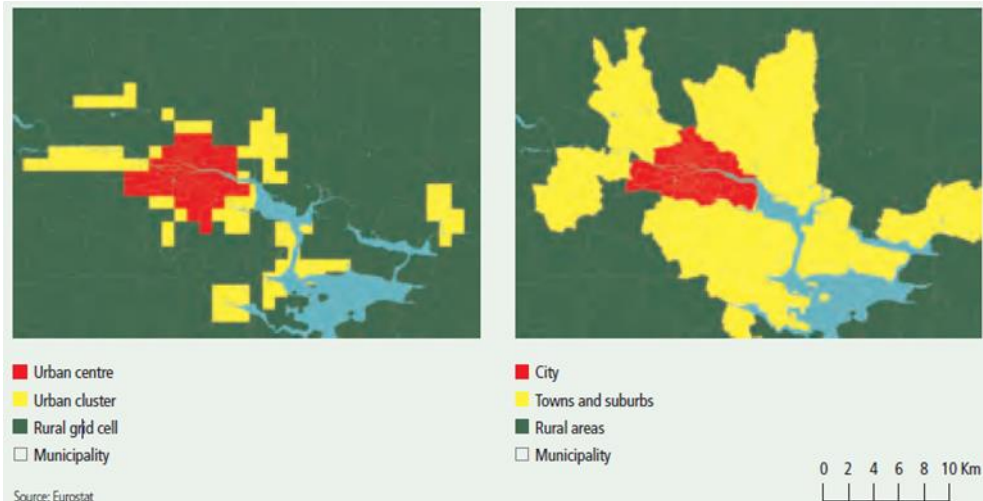 Urban centre
Urban cluster
Rural grid cell
Municipality
Source: Eurostat
City
Towns and suburbs
Rural areas
Municipality
0 2 4 6 8 10 Km